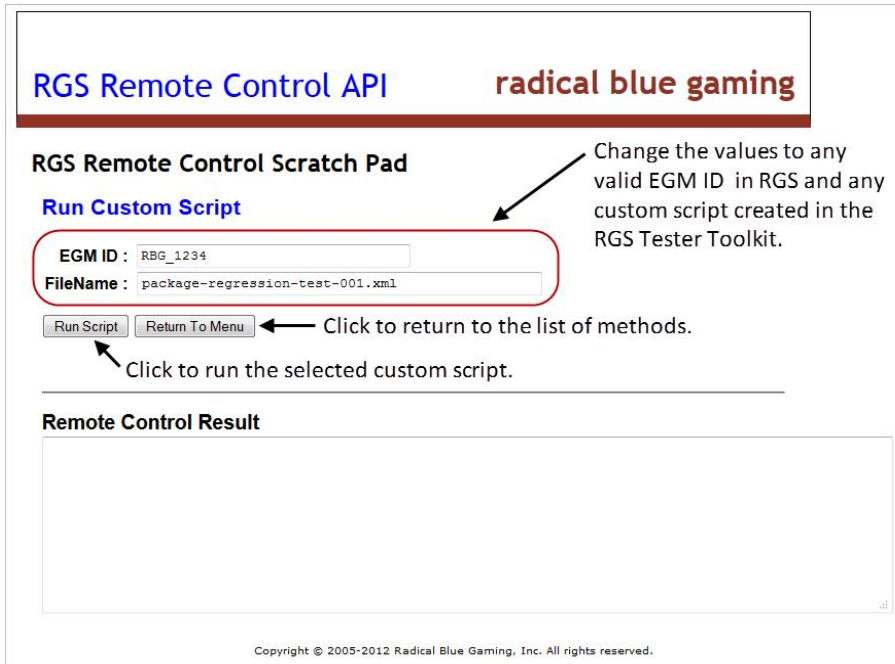 RGS Remote Control API radical blue gaming
RGS Remote Control Scratch Pad
Change the values to any
valid EGM ID in RGS and any
custom script created in the
RGS Tester Toolkit.
Run Custom Script
EGM ID : RBG_1234
FileName : package-regression-test-001.xml
Run Script Return To Menu Click to return to the list of methods.
Click to run the selected custom script.
Remote Control Result
Copyright © 2005-2012 Radical Blue Gaming, Inc. All rights reserved.